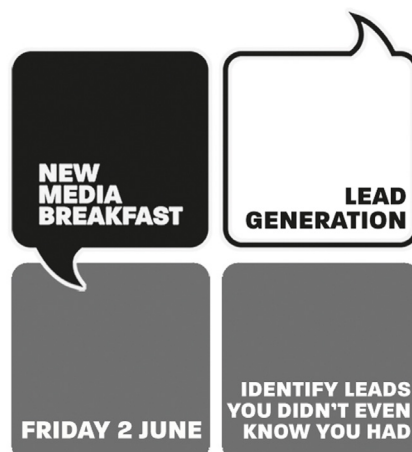 NEW
MEDIA
BREAKFAST
LEAD
GENERATION
FRIDAY 2 JUNE
IDENTIFY LEADS
YOU DIDN'T EVEN
KNOW YOU HAD